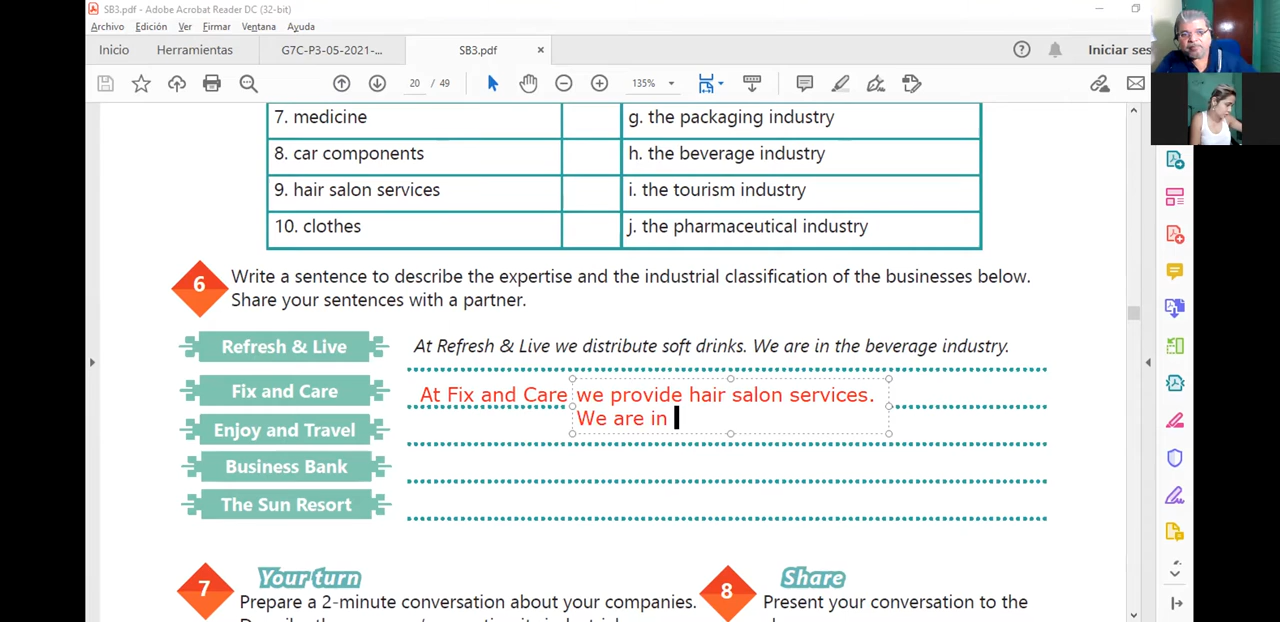 SB3.pdf - Adobe Acrobat Reader DC (32-bit)
Archivo Edición Ver Firmar Ventana Ayuda
Inicio Herramientas G7C-P3-05-2021-... SB3.pdf × Iniciar ses
20 / 49 135%
7. medicine g. the packaging industry
8. car components h. the beverage industry
9. hair salon services i. the tourism industry
10. clothes j. the pharmaceutical industry
6 Write a sentence to describe the expertise and the industrial classification of the businesses below.
Share your sentences with a partner.
Refresh & Live At Refresh & Live we distribute soft drinks. We are in the beverage industry.
Fix and Care At Fix and Care we provide hair salon services.
We are in
Enjoy and Travel
Business Bank
The Sun Resort
7 Your turn 8 Share
Prepare a 2-minute conversation about your companies. Present your conversation to the